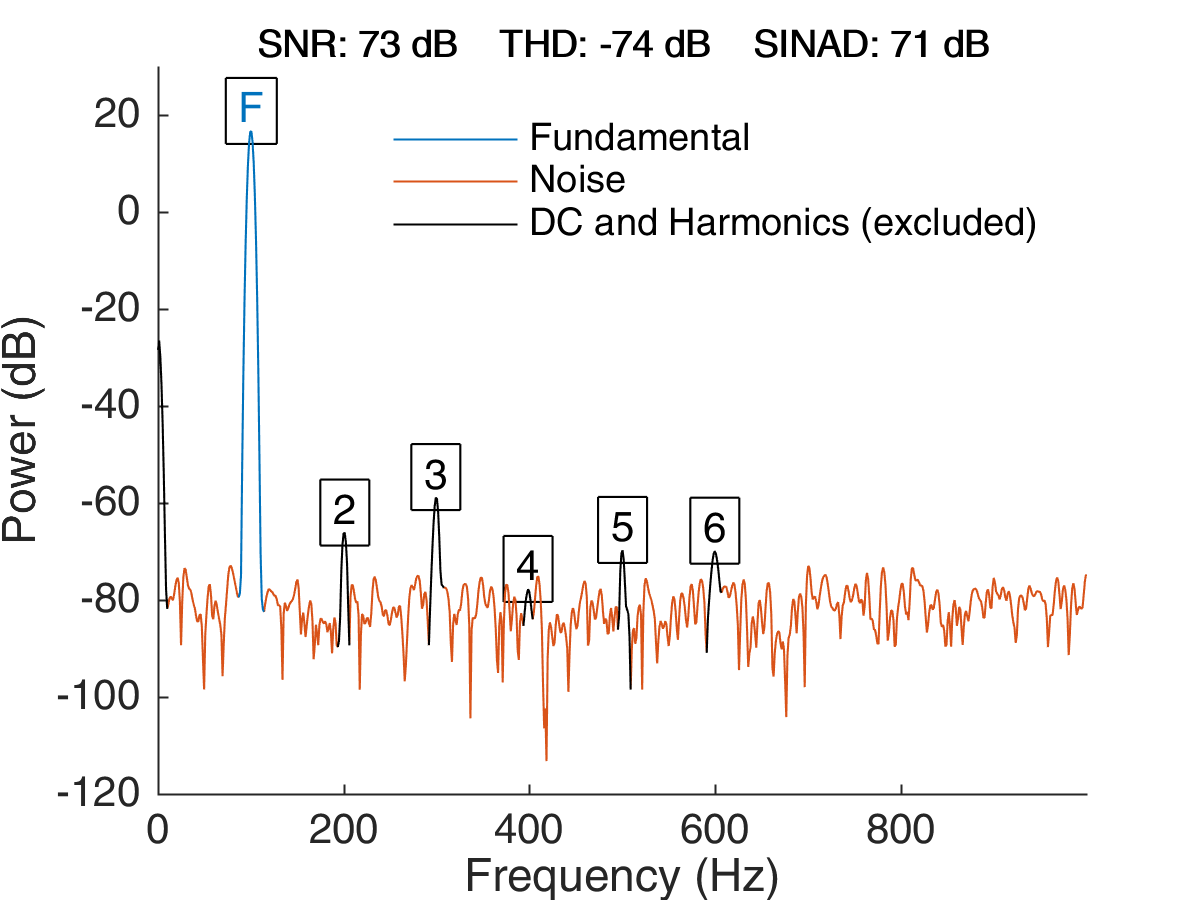 SNR: 73 dB THD: -74 dB SINAD: 71 dB
F
Fundamental
Noise
DC and Harmonics (excluded)
20
0
-20
-40
-60
-80
-100
-120
Power (dB)
2
3
4
5
6
0 200 400 600 800
Frequency (Hz)